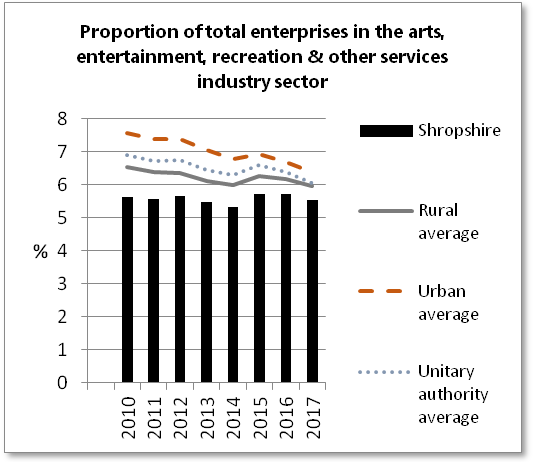 Proportion of total enterprises in the arts,
entertainment, recreation & other services
industry sector
8
7
6
5
4
3
2
1
0
%
2010
2011
2012
2013
2014
2015
2016
2017
Shropshire
Rural
average
Urban
average
Unitary
authority
average